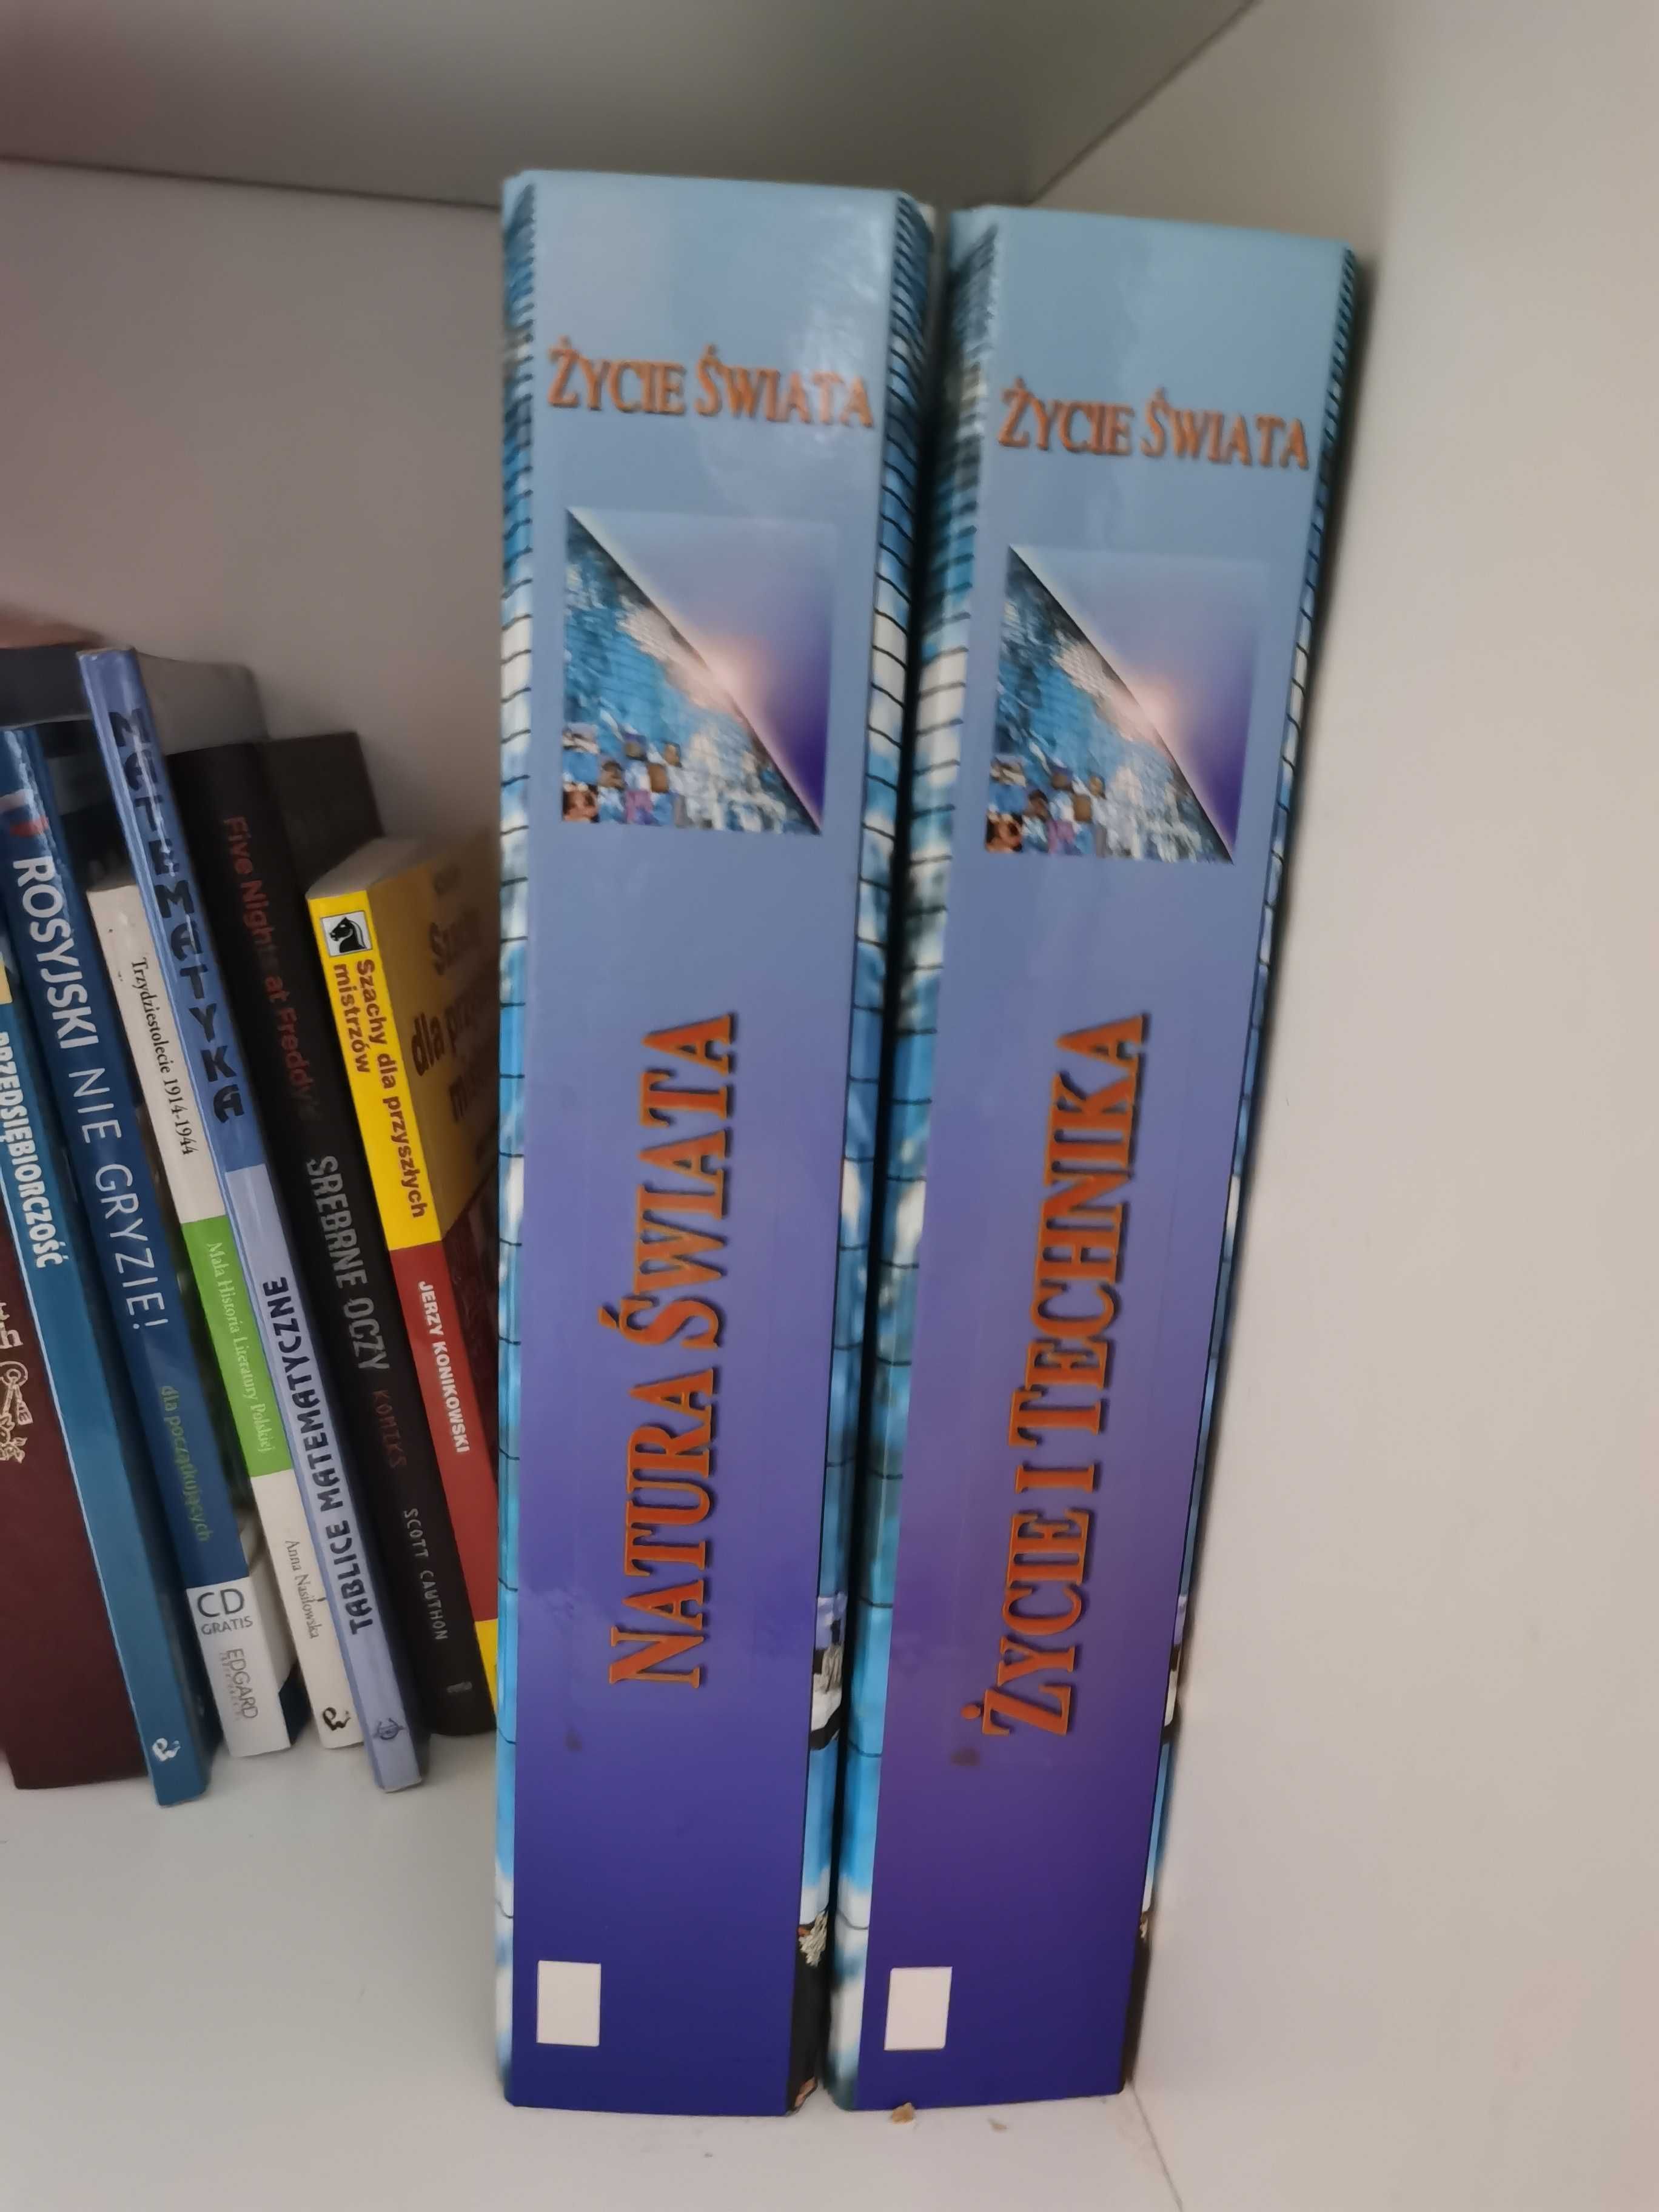 PRZEDSIĘBIORCZOŚĆ
ROSYJSKI NIE GRYZIE!
dla początkujących
CD
GRATIS
EDGARD
Trzydziestolecie 1914-1944
Mała Historia Literatury Polskiej
Anna Nasiłowska
MATEMATYKA
TABLICE MATEMATYCZNE
Five Nights at Freddy's
SREBRNE OCZY
KOMIKS
SCOTT CAWTHON
Szachy dla przyszłych
mistrzów
JERZY KONIKOWSKI
ŻYCIE ŚWIATA
NATURA ŚWIATA
ŻYCIE ŚWIATA
ŻYCIE I TECHNIKA